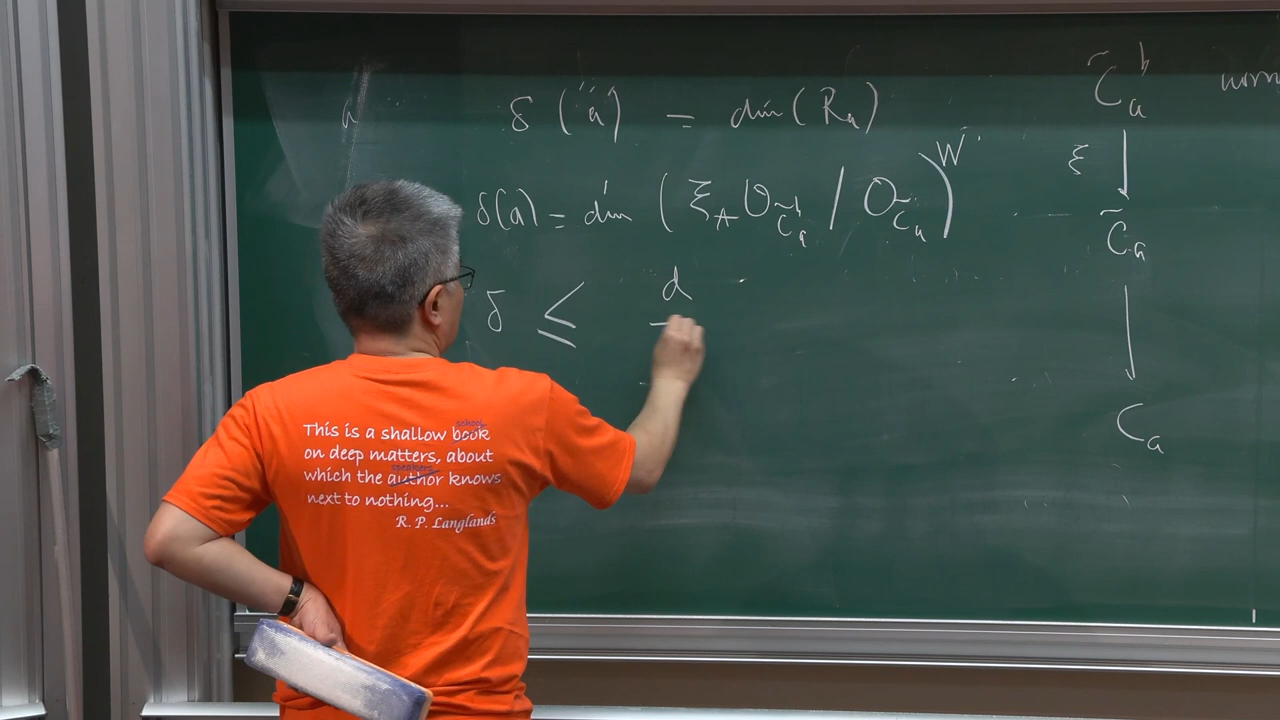 a
δ ( ä ) = dim ( R_a )
δ(a) = dim ( ξ_* O_{C̃_a^♭} / O_{C̃_a} )^W
δ ≤ d
C̃_a^♭
ξ
C̃_a
C_a
This is a shallow book
school
on deep matters, about
speakers
which the author knows
next to nothing...
R. P. Langlands